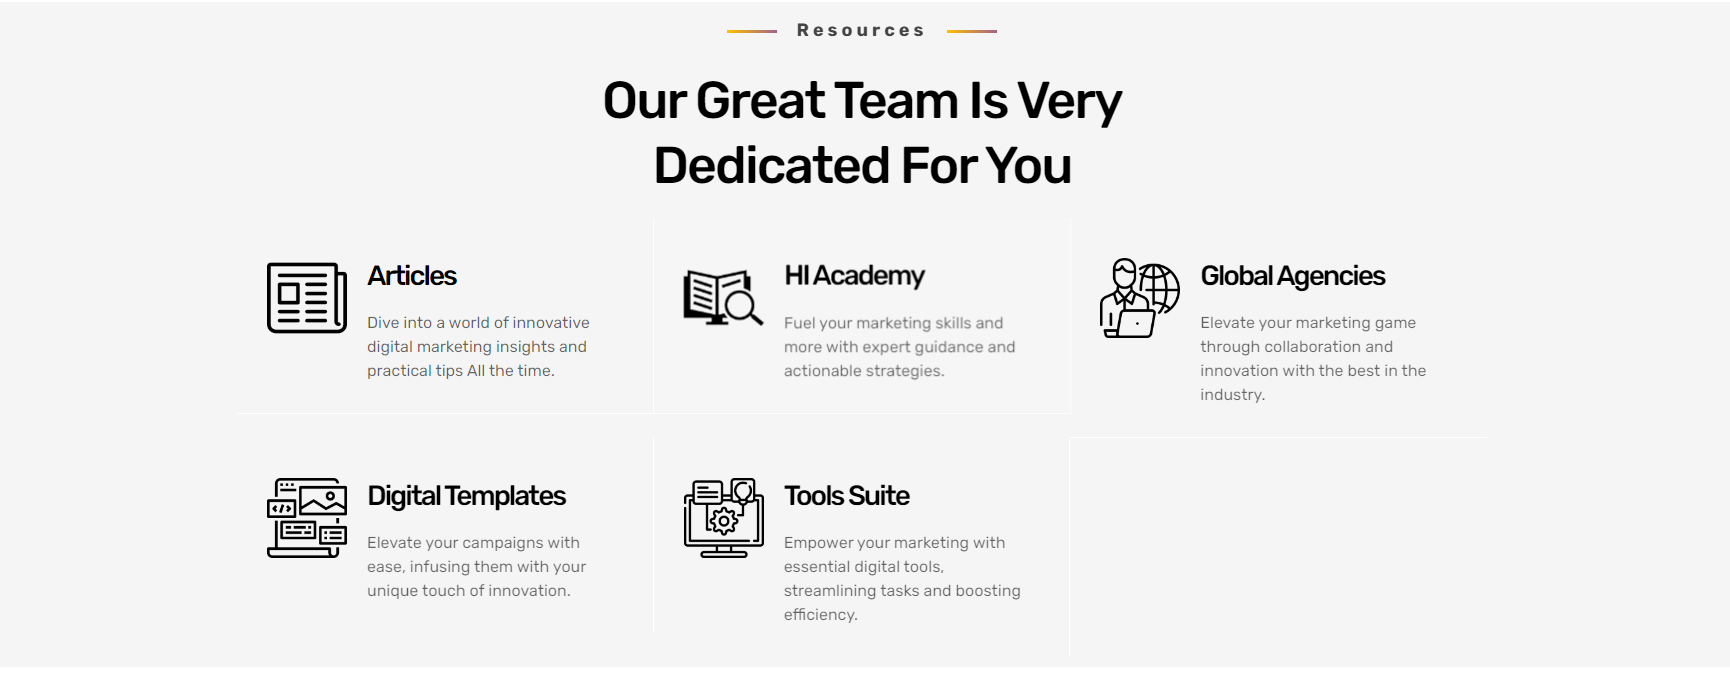 Resources
Our Great Team Is Very
Dedicated For You
Articles
Dive into a world of innovative
digital marketing insights and
practical tips All the time.
HI Academy
Fuel your marketing skills and
more with expert guidance and
actionable strategies.
Global Agencies
Elevate your marketing game
through collaboration and
innovation with the best in the
industry.
Digital Templates
Elevate your campaigns with
ease, infusing them with your
unique touch of innovation.
Tools Suite
Empower your marketing with
essential digital tools,
streamlining tasks and boosting
efficiency.